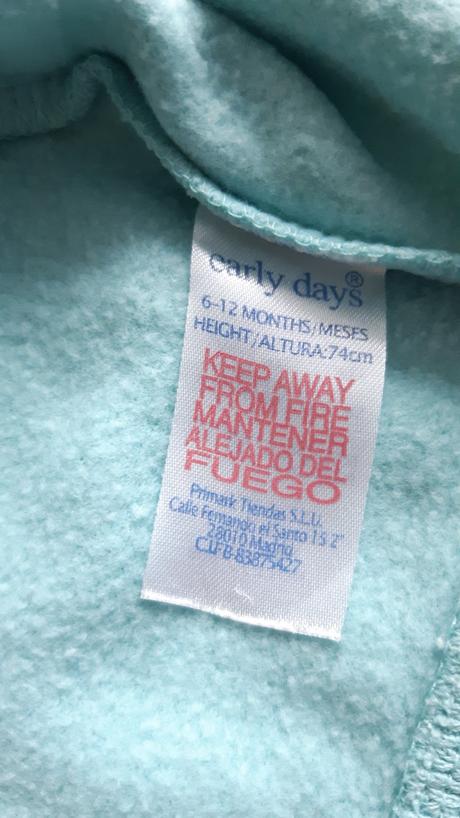 early days®
6-12 MONTHS/MESES
HEIGHT/ALTURA:74cm
KEEP AWAY
FROM FIRE
MANTENER
ALEJADO DEL
FUEGO
Primark Tiendas S.L.U.
Calle Fernando el Santo 15 2°
28010 Madrid
C.I.F B-83875427